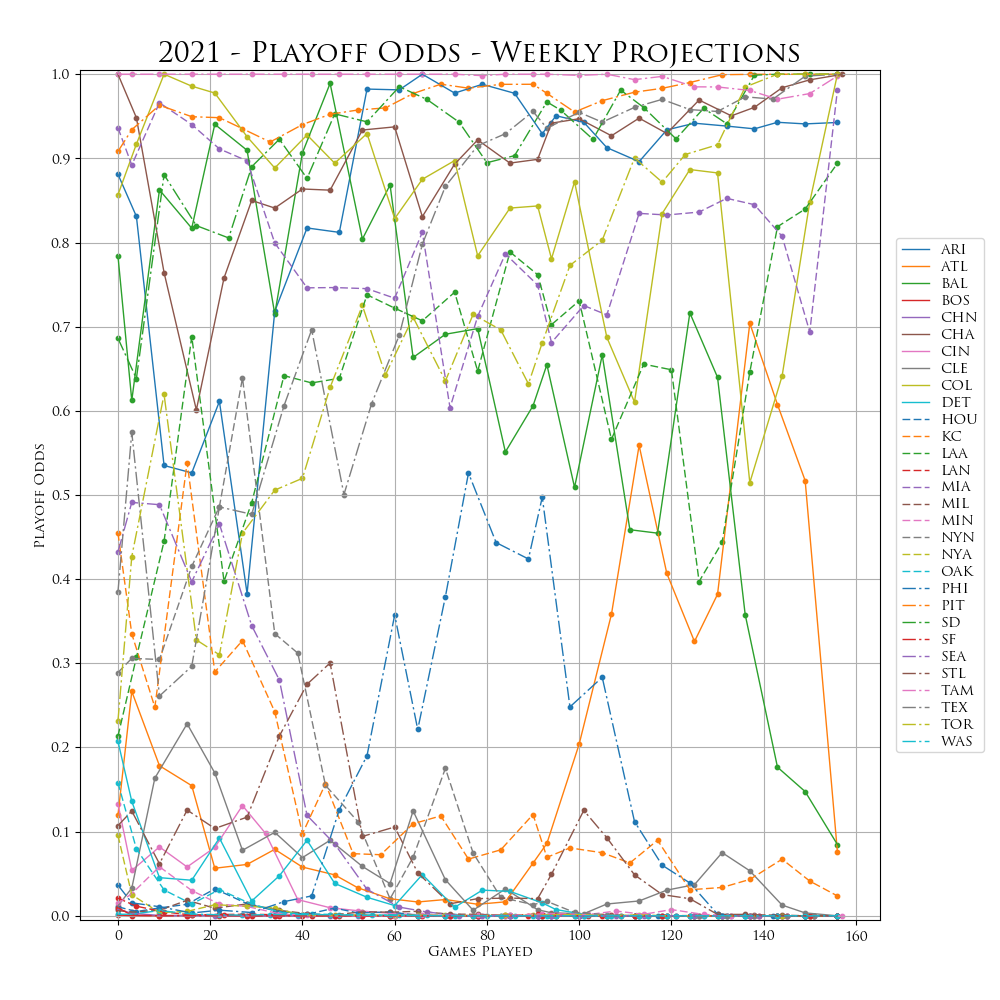 2021 - Playoff Odds - Weekly Projections
1.0
0.9
0.8
0.7
0.6
0.5
0.4
0.3
0.2
0.1
0.0
Playoff Odds
0 20 40 60 80 100 120 140 160
Games Played
ARI
ATL
BAL
BOS
CHN
CHA
CIN
CLE
COL
DET
HOU
KC
LAA
LAN
MIA
MIL
MIN
NYN
NYA
OAK
PHI
PIT
SD
SF
SEA
STL
TAM
TEX
TOR
WAS